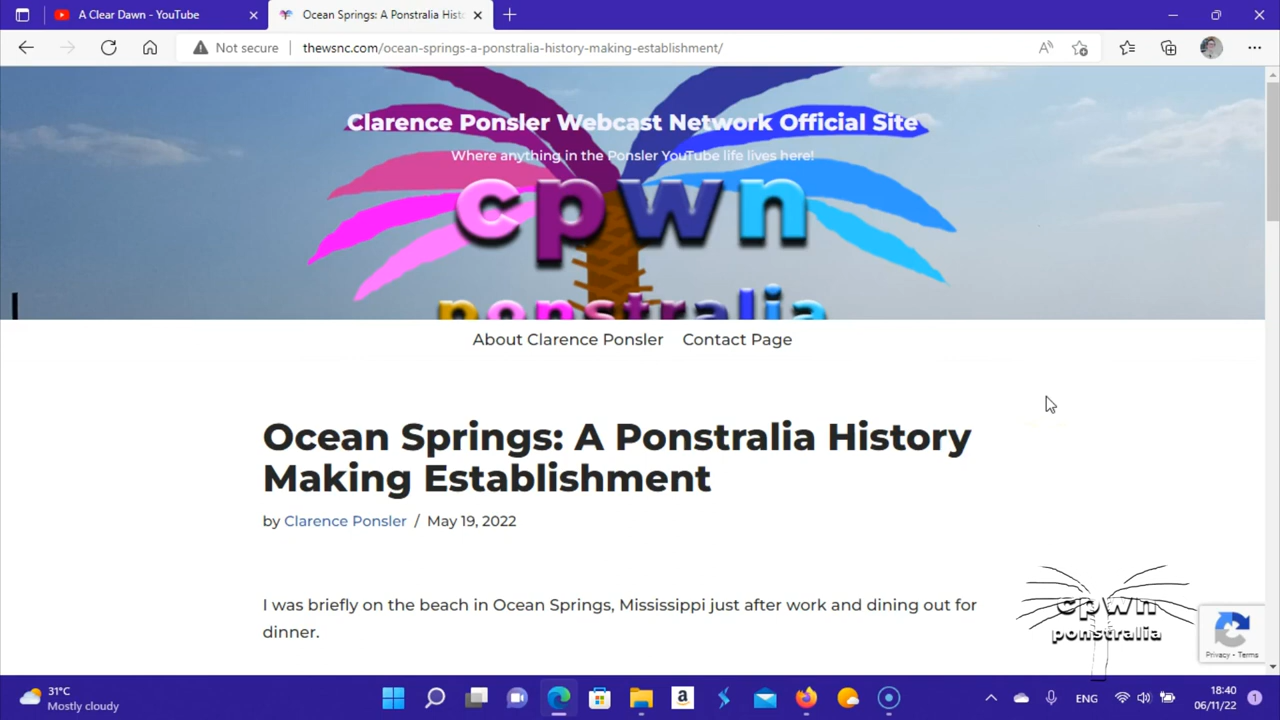 A Clear Dawn - YouTube
Ocean Springs: A Ponstralia Hist
Not secure
thewsnc.com/ocean-springs-a-ponstralia-history-making-establishment/
Clarence Ponsler Webcast Network Official Site
Where anything in the Ponsler YouTube life lives here!
cpwn
ponstralia
About Clarence Ponsler
Contact Page
Ocean Springs: A Ponstralia History
Making Establishment
by Clarence Ponsler / May 19, 2022
I was briefly on the beach in Ocean Springs, Mississippi just after work and dining out for
dinner.
cpwn
ponstralia
Privacy - Terms
31°C
Mostly cloudy
ENG
18:40
06/11/22
1